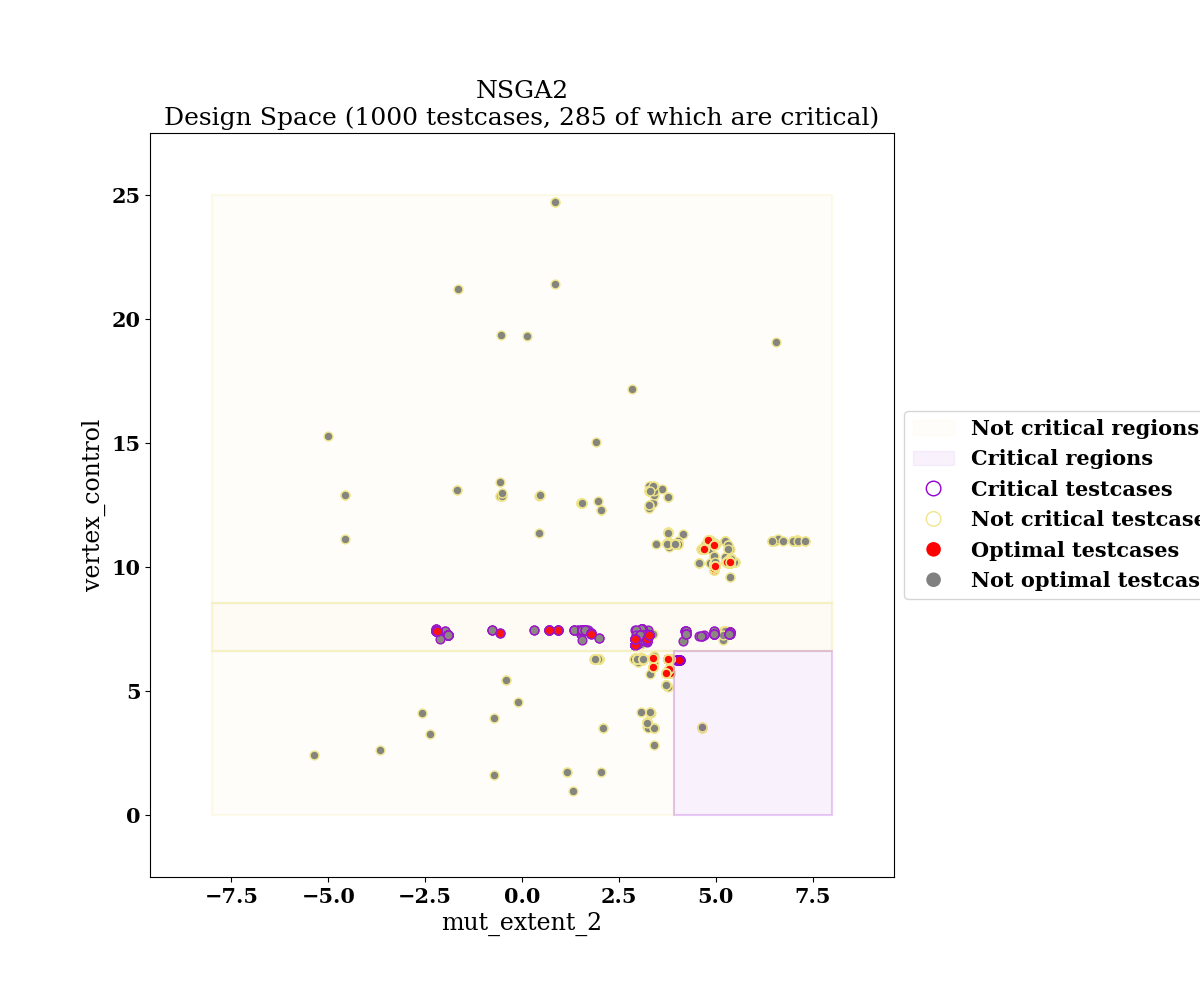 NSGA2
Design Space (1000 testcases, 285 of which are critical)
25
20
15
10
5
0
vertex_control
−7.5
−5.0
−2.5
0.0
2.5
5.0
7.5
mut_extent_2
Not critical regions
Critical regions
Critical testcases
Not critical testcase
Optimal testcases
Not optimal testcas